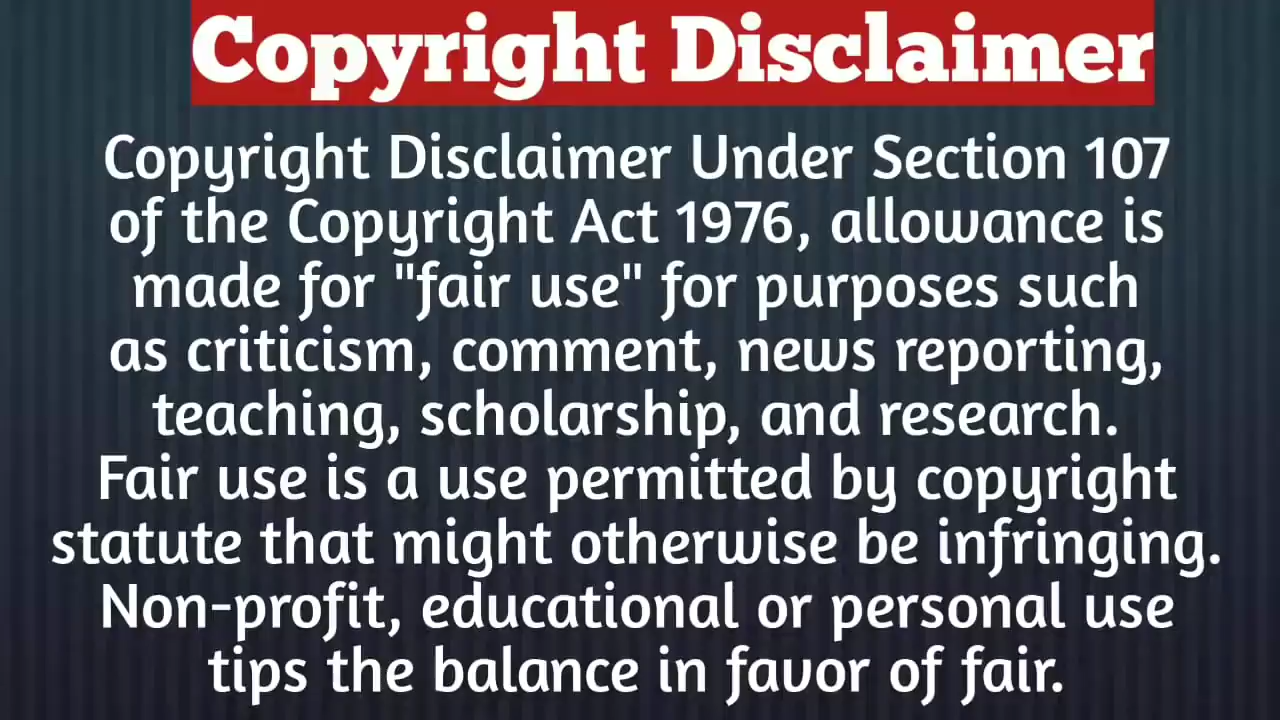 Copyright Disclaimer
Copyright Disclaimer Under Section 107
of the Copyright Act 1976, allowance is
made for "fair use" for purposes such
as criticism, comment, news reporting,
teaching, scholarship, and research.
Fair use is a use permitted by copyright
statute that might otherwise be infringing.
Non-profit, educational or personal use
tips the balance in favor of fair.